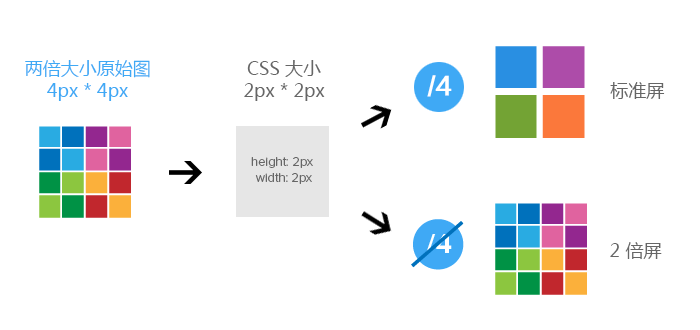 两倍大小原始图
4px * 4px
CSS 大小
2px * 2px
height: 2px
width: 2px
/4
标准屏
/4
2 倍屏